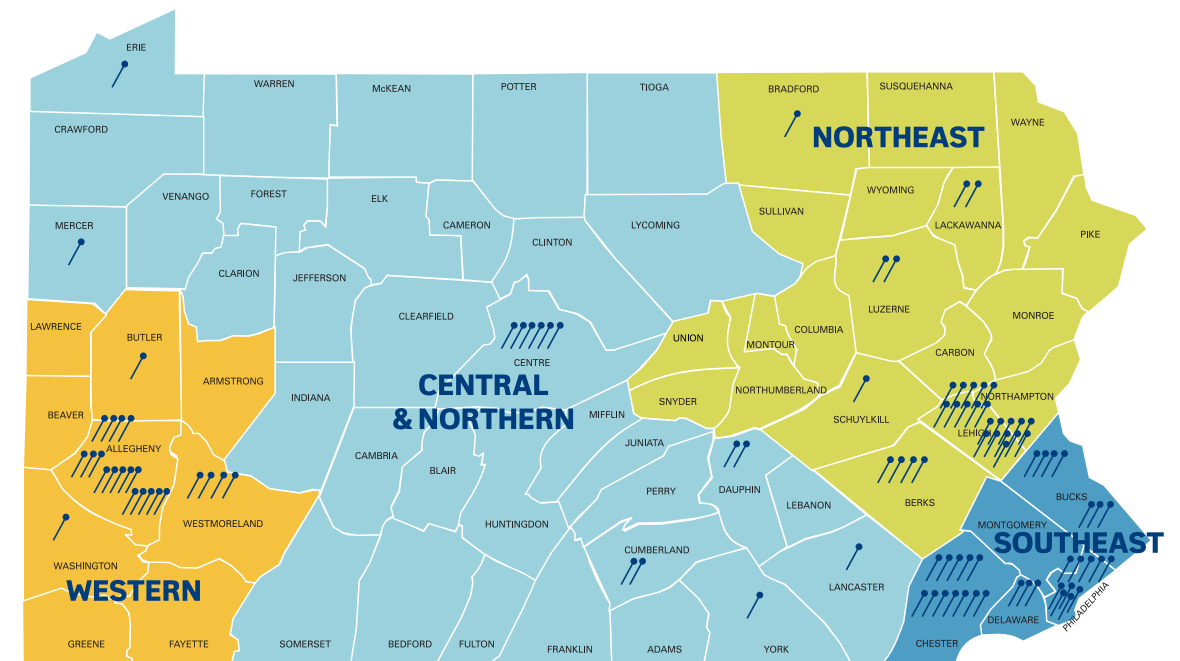 ERIE
WARREN
McKEAN
POTTER
TIOGA
BRADFORD
SUSQUEHANNA
WAYNE
CRAWFORD
NORTHEAST
VENANGO
FOREST
ELK
WYOMING
MERCER
CAMERON
LYCOMING
SULLIVAN
LACKAWANNA
PIKE
CLINTON
CLARION
JEFFERSON
LAWRENCE
CLEARFIELD
LUZERNE
MONROE
BUTLER
UNION
MONTOUR
COLUMBIA
CARBON
CENTRE
ARMSTRONG
CENTRAL
& NORTHERN
INDIANA
SNYDER
NORTHUMBERLAND
NORTHAMPTON
BEAVER
MIFFLIN
SCHUYLKILL
LEHIGH
ALLEGHENY
JUNIATA
CAMBRIA
BLAIR
PERRY
DAUPHIN
LEBANON
BERKS
BUCKS
WESTMORELAND
HUNTINGDON
MONTGOMERY
SOUTHEAST
CUMBERLAND
WASHINGTON
LANCASTER
WESTERN
PHILADELPHIA
DELAWARE
GREENE
FAYETTE
SOMERSET
BEDFORD
FULTON
FRANKLIN
ADAMS
YORK
CHESTER